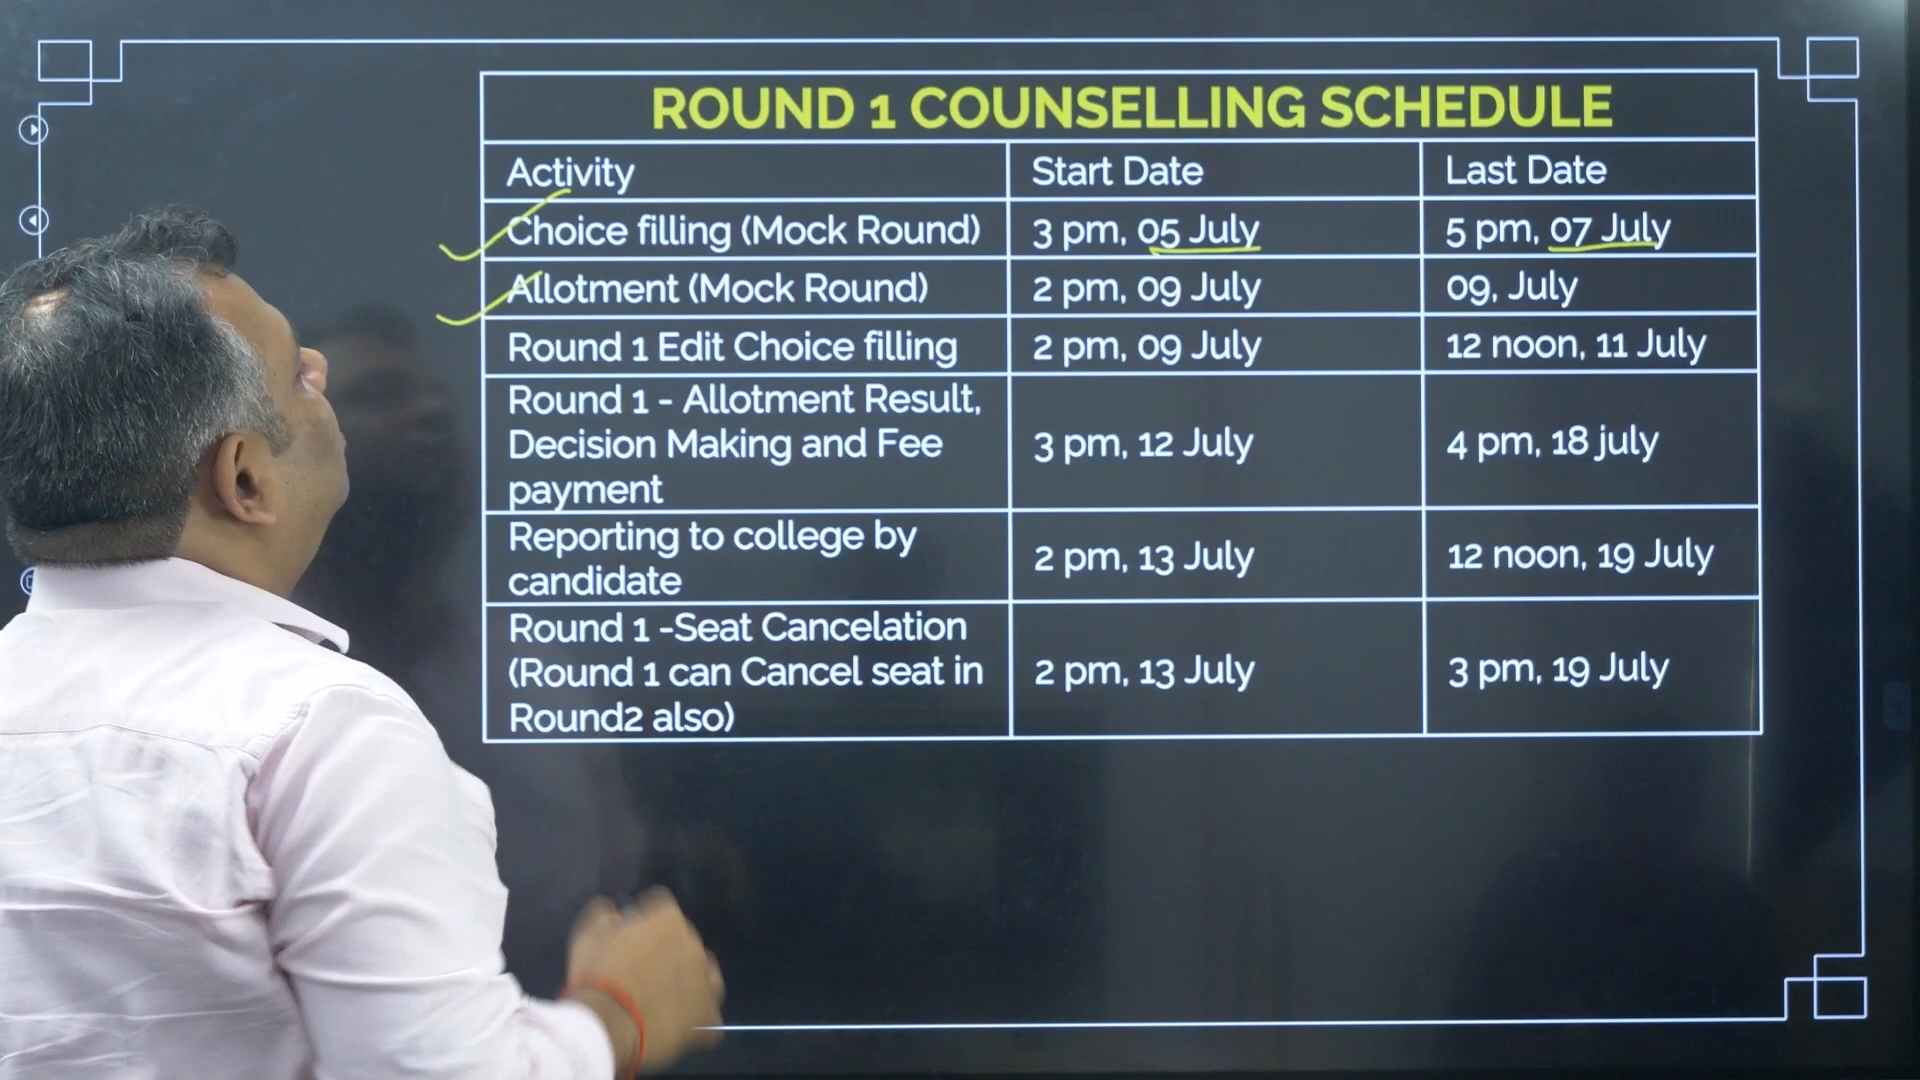 ROUND 1 COUNSELLING SCHEDULE
Activity Start Date Last Date
Choice filling (Mock Round) 3 pm, 05 July 5 pm, 07 July
Allotment (Mock Round) 2 pm, 09 July 09, July
Round 1 Edit Choice filling 2 pm, 09 July 12 noon, 11 July
Round 1 - Allotment Result,
Decision Making and Fee 3 pm, 12 July 4 pm, 18 july
payment
Reporting to college by
candidate 2 pm, 13 July 12 noon, 19 July
Round 1 -Seat Cancelation
(Round 1 can Cancel seat in 2 pm, 13 July 3 pm, 19 July
Round2 also)